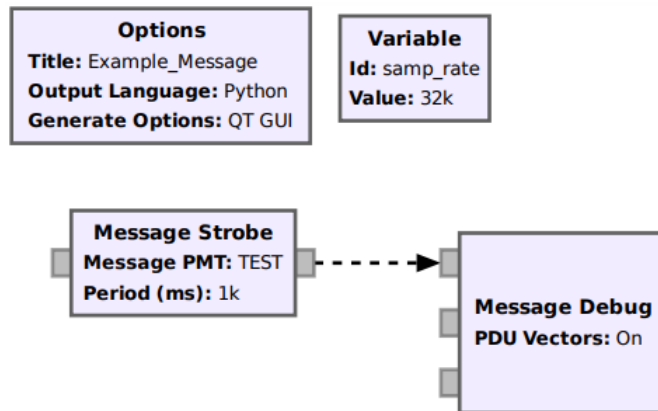 Options
Title: Example_Message
Output Language: Python
Generate Options: QT GUI
Variable
Id: samp_rate
Value: 32k
Message Strobe
Message PMT: TEST
Period (ms): 1k
Message Debug
PDU Vectors: On